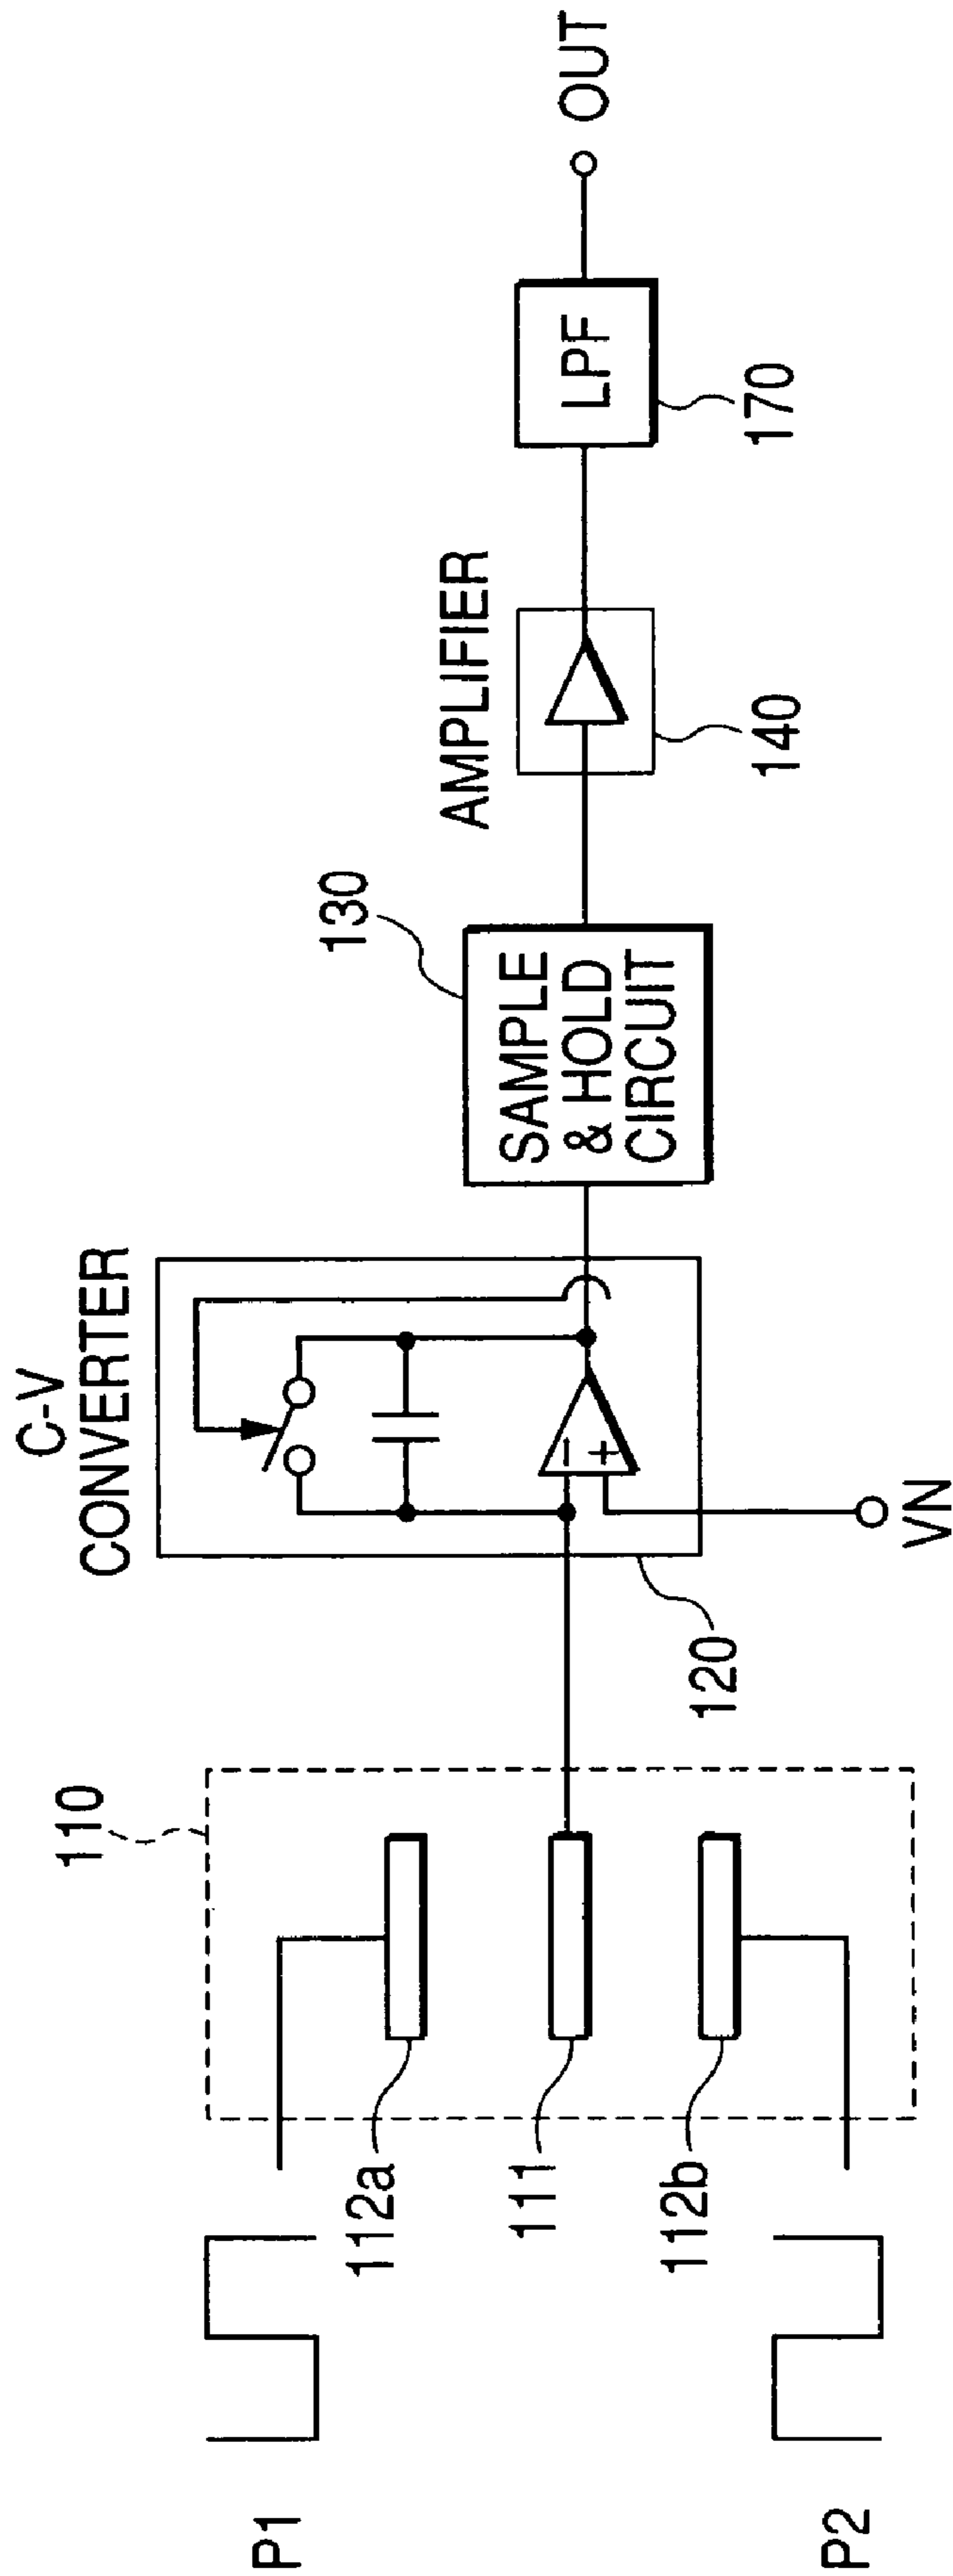 P1
P2
110
112a
111
112b
C-V
CONVERTER
−
+
120
VN
130
SAMPLE
& HOLD
CIRCUIT
AMPLIFIER
140
LPF
170
OUT